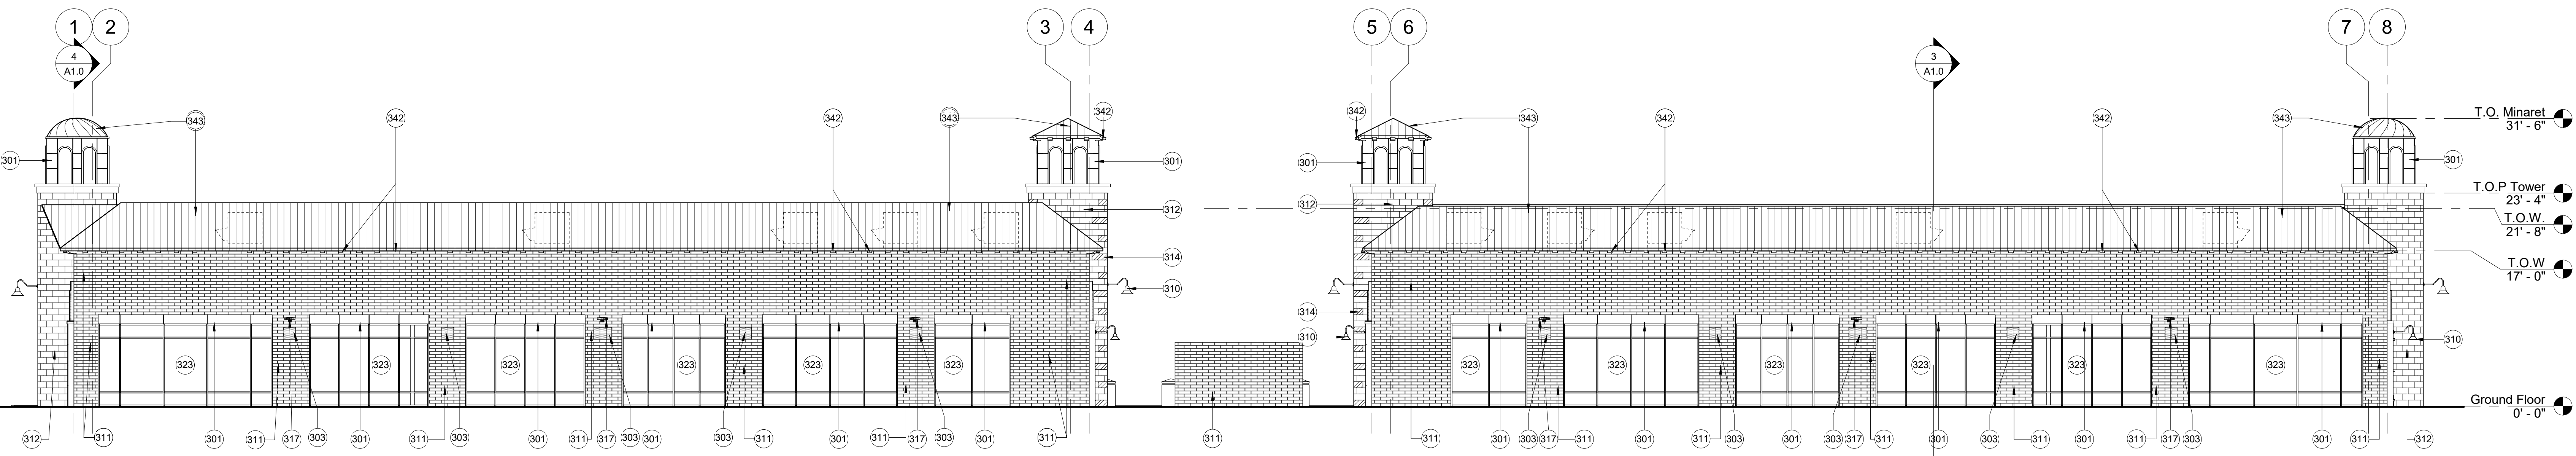 1 2 3 4 5 6 7 8
4
A1.0
3
A1.0
343 342 342 343 342 342 343 342 342 343
T.O. Minaret
31' - 6"
301 301 301 301
T.O.P Tower
23' - 4"
312 312
T.O.W.
21' - 8"
314
T.O.W
17' - 0"
310
314
310 310
323 323 323 323 323 323 323 323 323 323 323 323
Ground Floor
0' - 0"
312 311 301 311 317 303 301 311 303 301 311 317 303 301 303 311 301 311 317 303 301 311 311 311 301 303 317 311 301 311 303 301 303 317 311 301 303 311 301 311 317 303 301 311 312